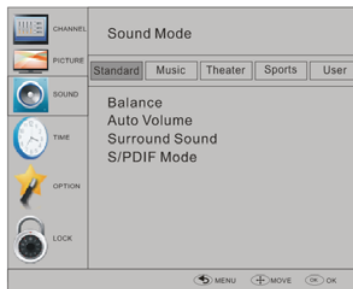 CHANNEL
PICTURE
SOUND
TIME
OPTION
LOCK
Sound Mode
Standard Music Theater Sports User
Balance
Auto Volume
Surround Sound
S/PDIF Mode
MENU MOVE OK OK